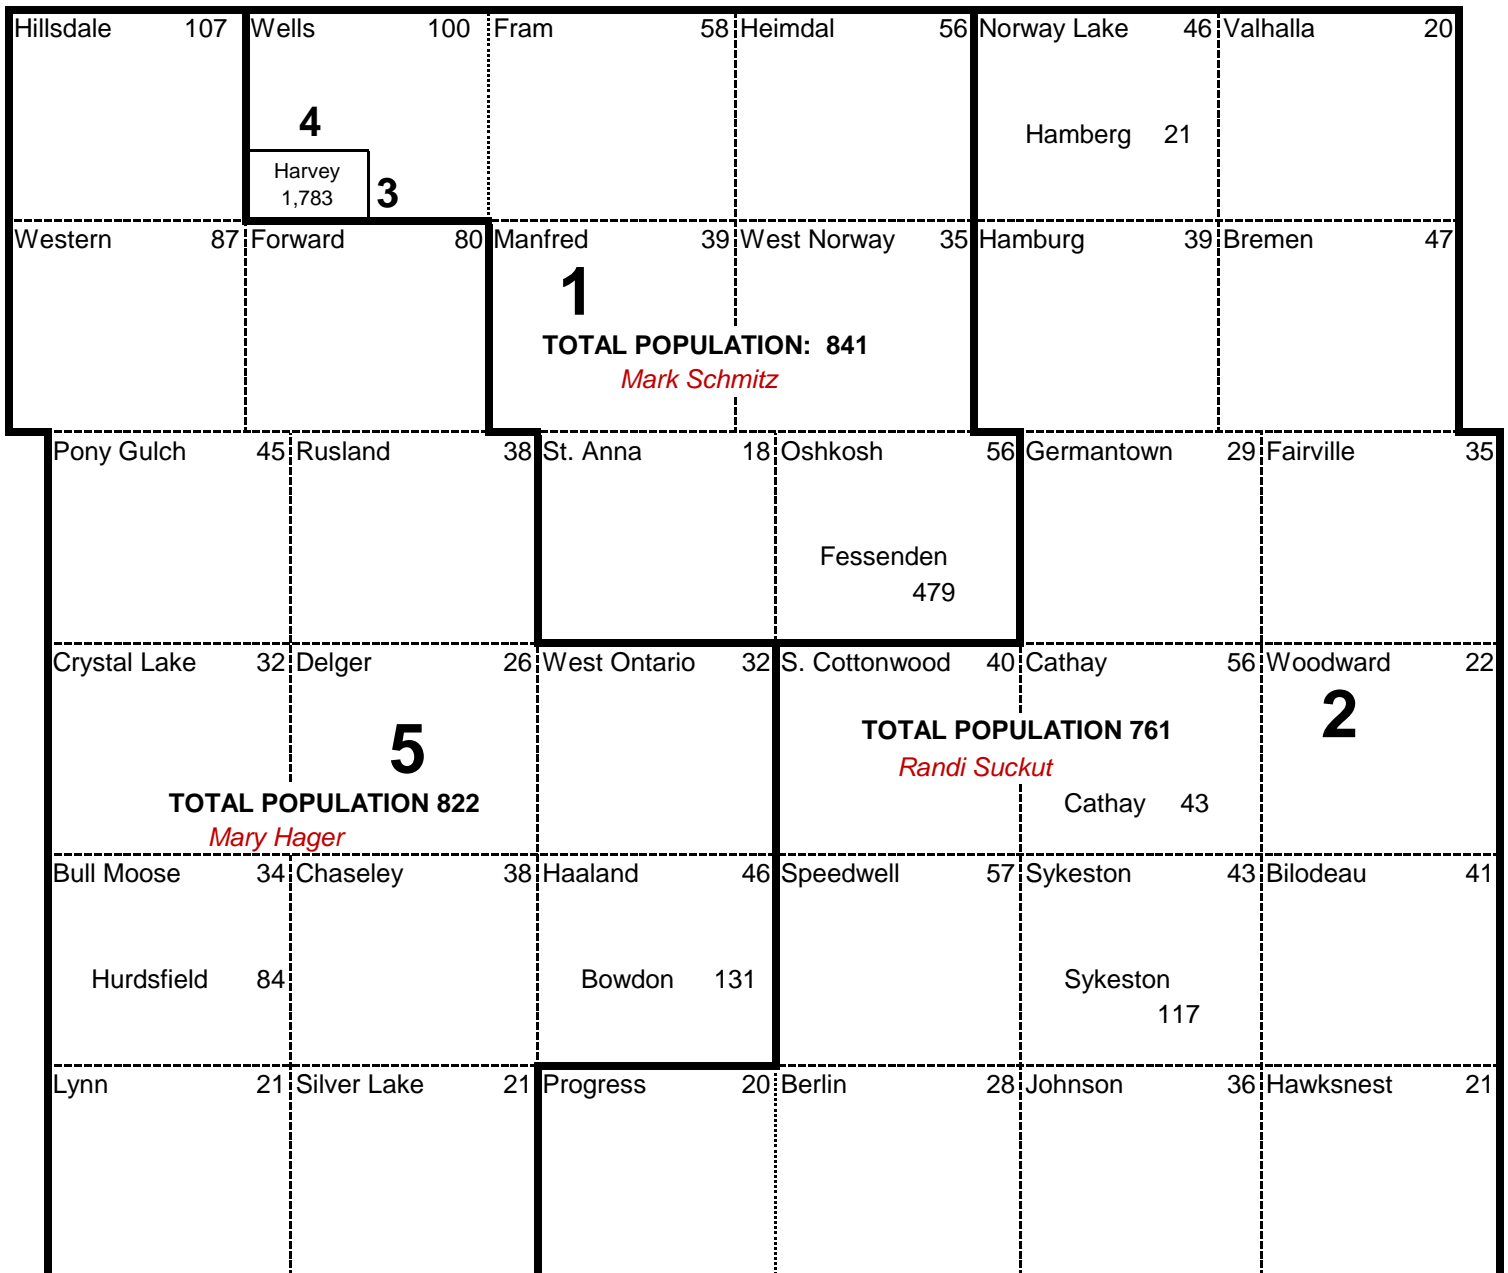 Hillsdale 107 Wells 100 Fram 58 Heimdal 56 Norway Lake 46 Valhalla 20
4
Hamberg 21
Harvey
1,783
3
Western 87 Forward 80 Manfred 39 West Norway 35 Hamburg 39 Bremen 47
1
TOTAL POPULATION: 841
Mark Schmitz
Pony Gulch 45 Rusland 38 St. Anna 18 Oshkosh 56 Germantown 29 Fairville 35
Fessenden
479
Crystal Lake 32 Delger 26 West Ontario 32 S. Cottonwood 40 Cathay 56 Woodward 22
2
TOTAL POPULATION 761
5
Randi Suckut
TOTAL POPULATION 822
Cathay 43
Mary Hager
Bull Moose 34 Chaseley 38 Haaland 46 Speedwell 57 Sykeston 43 Bilodeau 41
Hurdsfield 84 Bowdon 131 Sykeston
117
Lynn 21 Silver Lake 21 Progress 20 Berlin 28 Johnson 36 Hawksnest 21